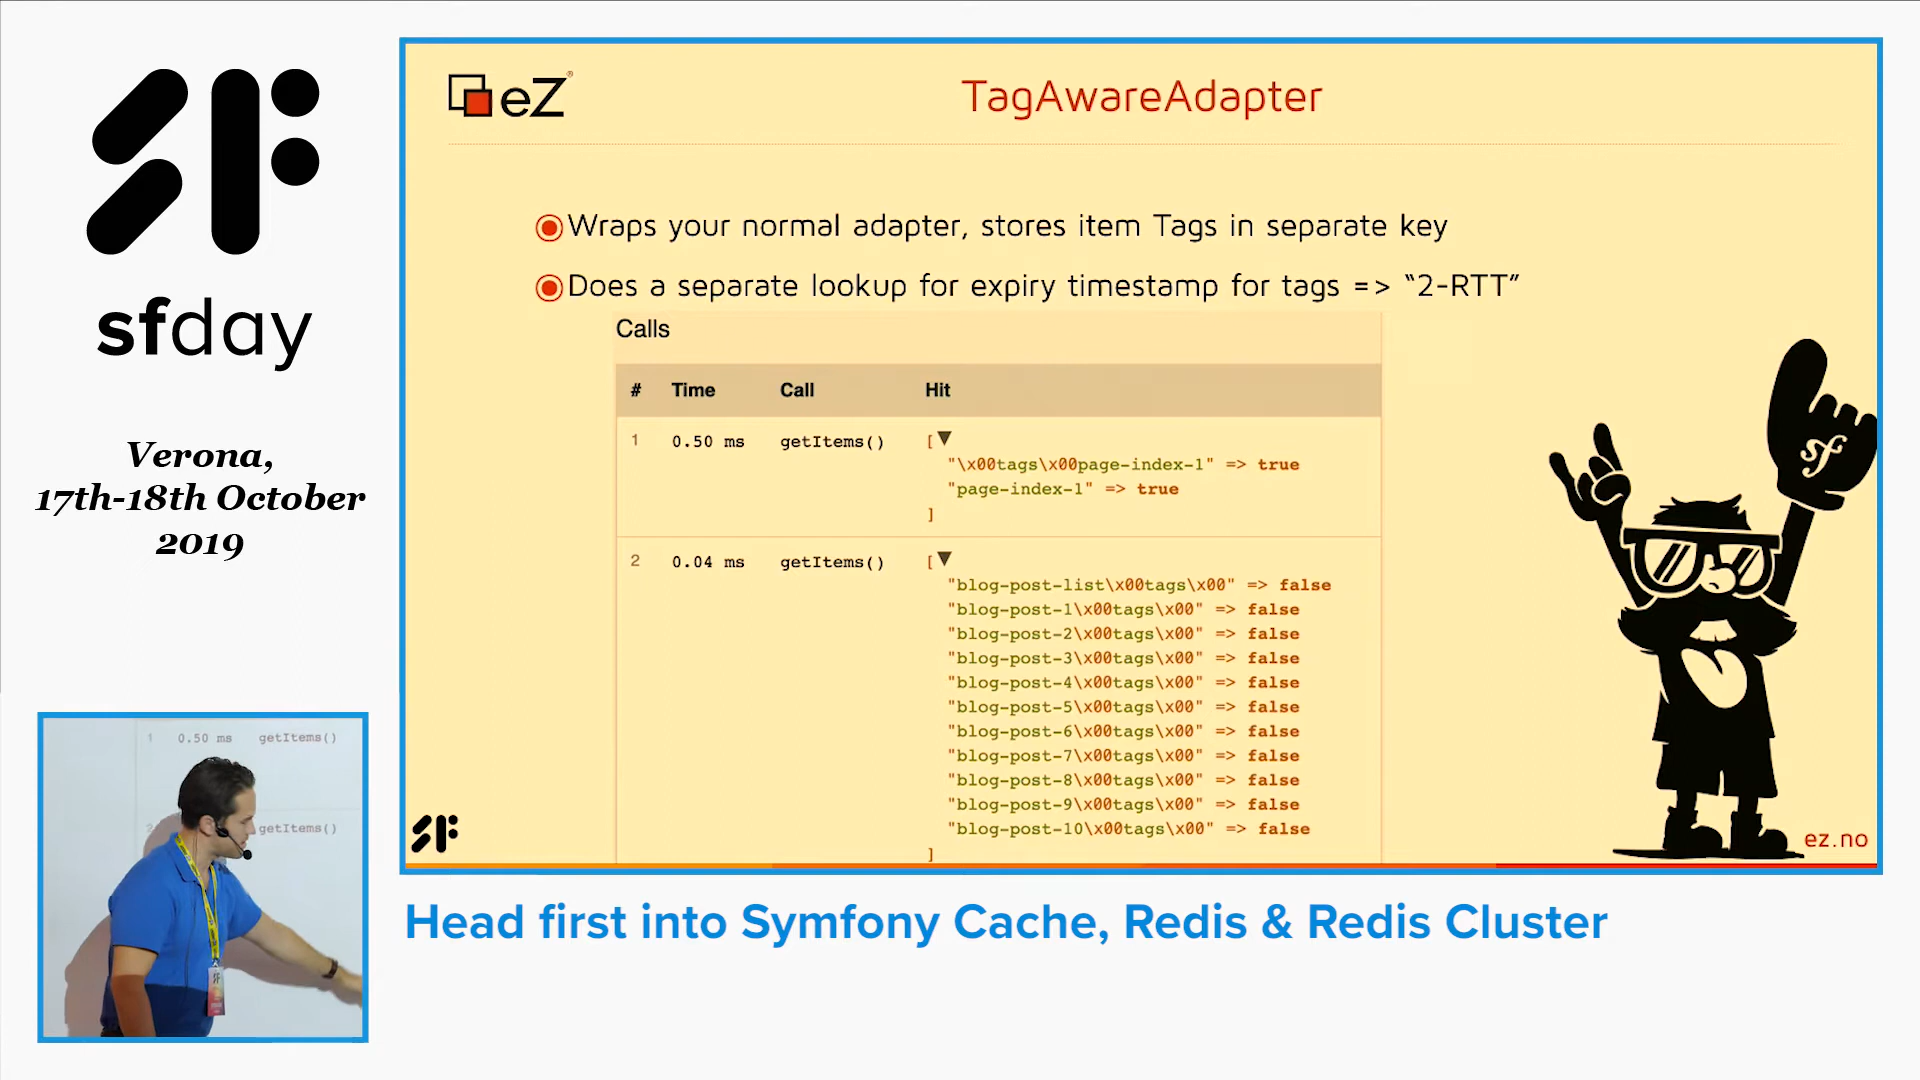 sfday
Verona,
17th-18th October
2019
eZ®
TagAwareAdapter
Wraps your normal adapter, stores item Tags in separate key
Does a separate lookup for expiry timestamp for tags => “2-RTT”
Calls
# Time Call Hit
1 0.50 ms getItems() [
"\x00tags\x00page-index-1" => true
"page-index-1" => true
]
2 0.04 ms getItems() [
"blog-post-list\x00tags\x00" => false
"blog-post-1\x00tags\x00" => false
"blog-post-2\x00tags\x00" => false
"blog-post-3\x00tags\x00" => false
"blog-post-4\x00tags\x00" => false
"blog-post-5\x00tags\x00" => false
"blog-post-6\x00tags\x00" => false
"blog-post-7\x00tags\x00" => false
"blog-post-8\x00tags\x00" => false
"blog-post-9\x00tags\x00" => false
"blog-post-10\x00tags\x00" => false
]
sf
ez.no
1 0.50 ms getItems()
getItems()
Head first into Symfony Cache, Redis & Redis Cluster